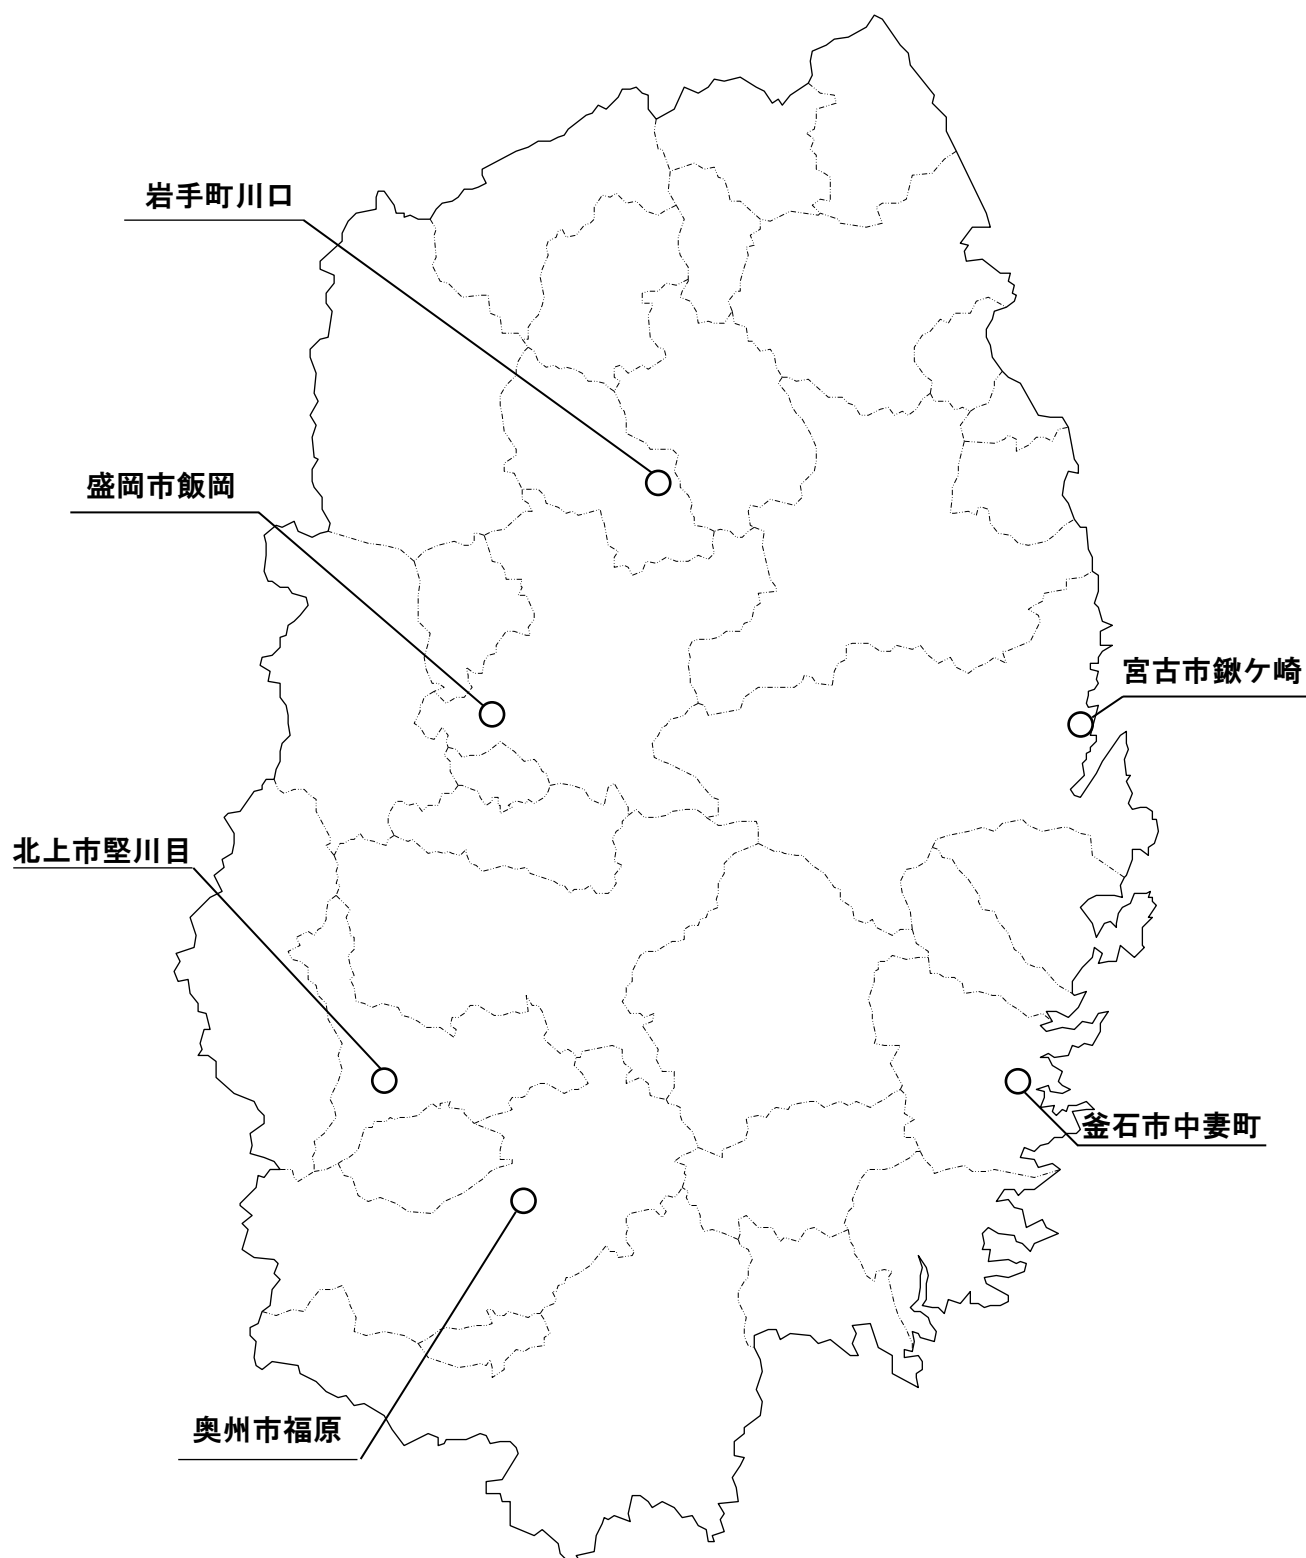 岩手町川口
盛岡市飯岡
宮古市鍬ケ崎
北上市堅川目
釜石市中妻町
奥州市福原